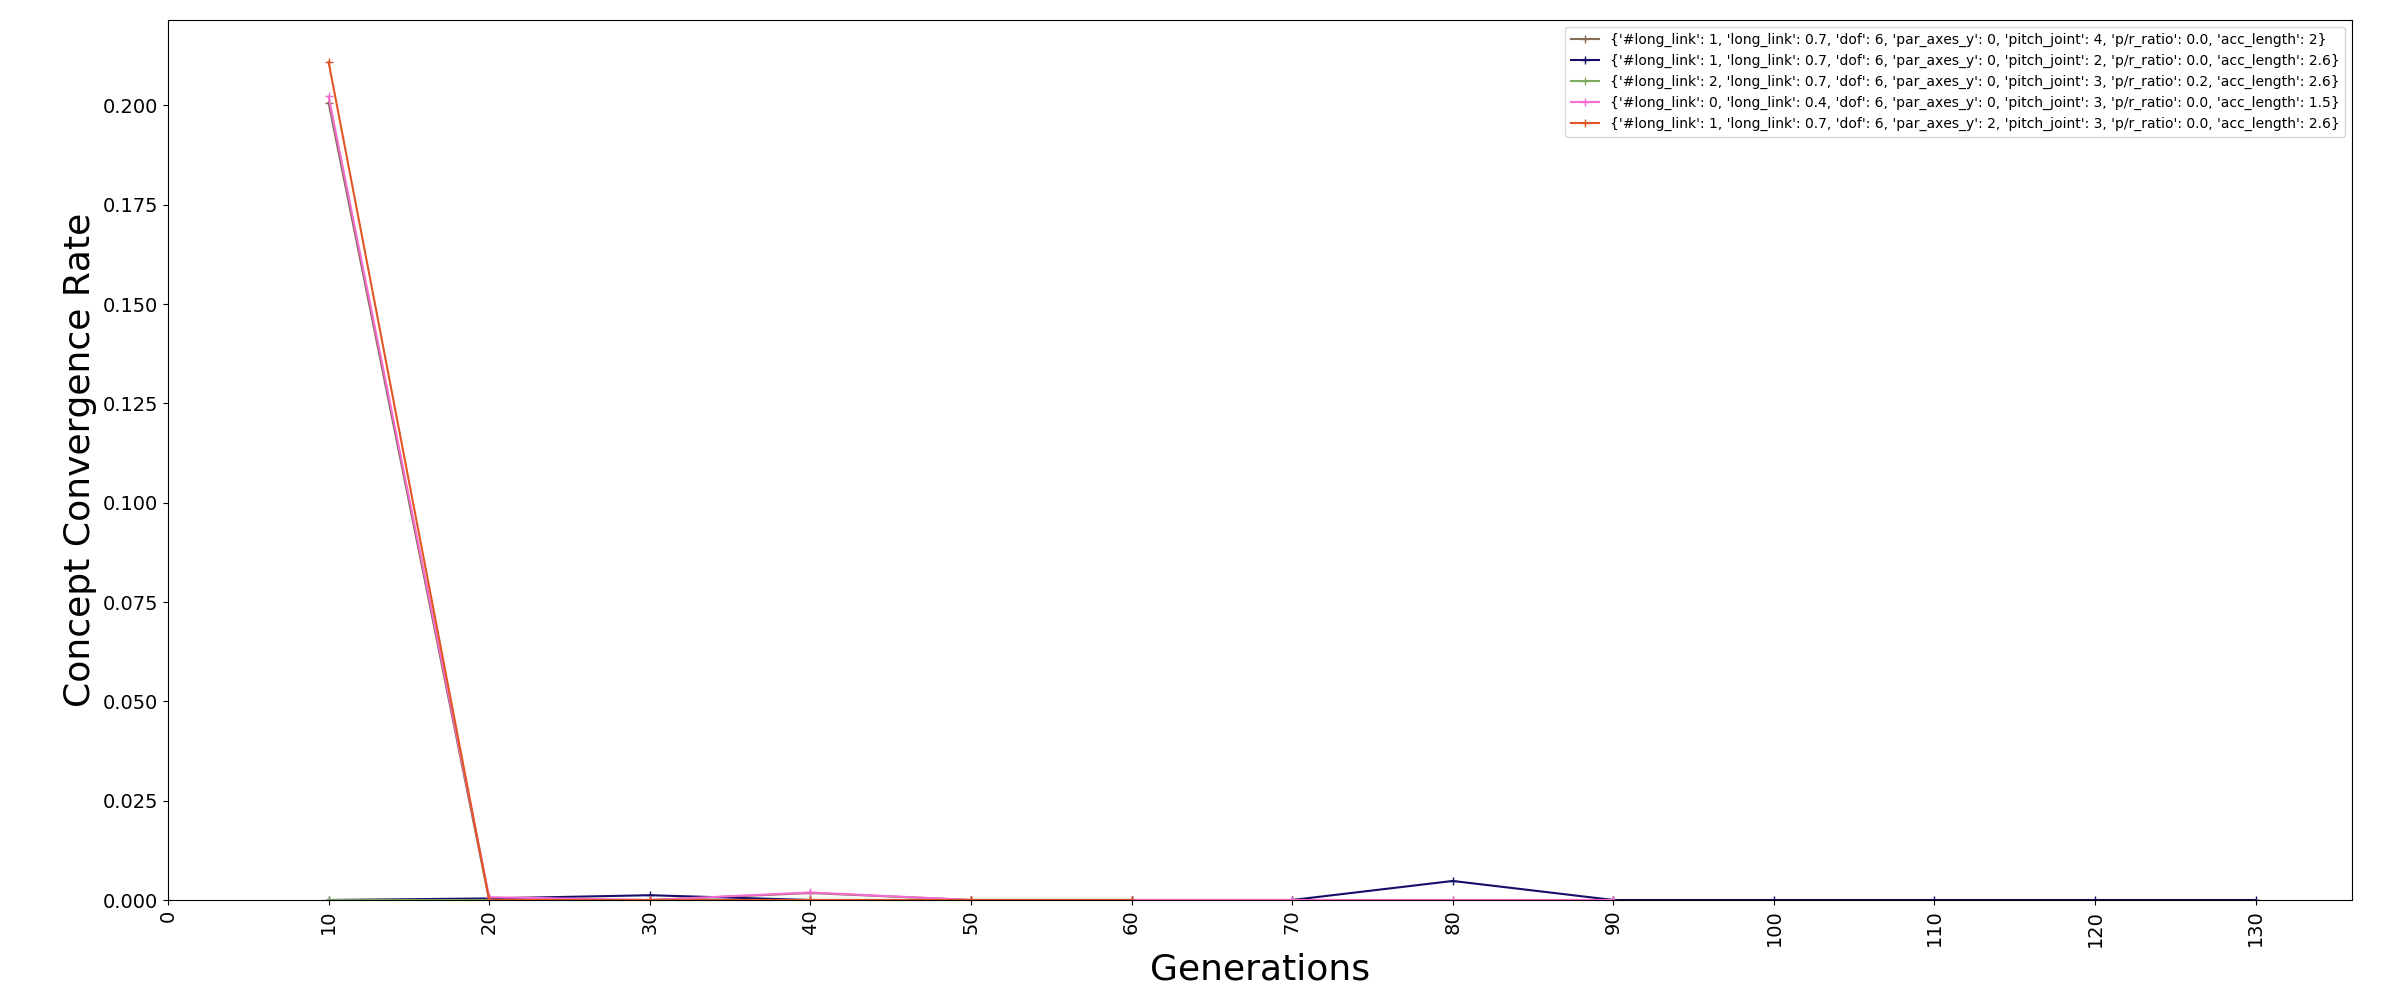 {'#long_link': 1, 'long_link': 0.7, 'dof': 6, 'par_axes_y': 0, 'pitch_joint': 4, 'p/r_ratio': 0.0, 'acc_length': 2}
{'#long_link': 1, 'long_link': 0.7, 'dof': 6, 'par_axes_y': 0, 'pitch_joint': 2, 'p/r_ratio': 0.0, 'acc_length': 2.6}
{'#long_link': 2, 'long_link': 0.7, 'dof': 6, 'par_axes_y': 0, 'pitch_joint': 3, 'p/r_ratio': 0.2, 'acc_length': 2.6}
{'#long_link': 0, 'long_link': 0.4, 'dof': 6, 'par_axes_y': 0, 'pitch_joint': 3, 'p/r_ratio': 0.0, 'acc_length': 1.5}
{'#long_link': 1, 'long_link': 0.7, 'dof': 6, 'par_axes_y': 2, 'pitch_joint': 3, 'p/r_ratio': 0.0, 'acc_length': 2.6}
Concept Convergence Rate
0.200
0.175
0.150
0.125
0.100
0.075
0.050
0.025
0.000
0 10 20 30 40 50 60 70 80 90 100 110 120 130
Generations